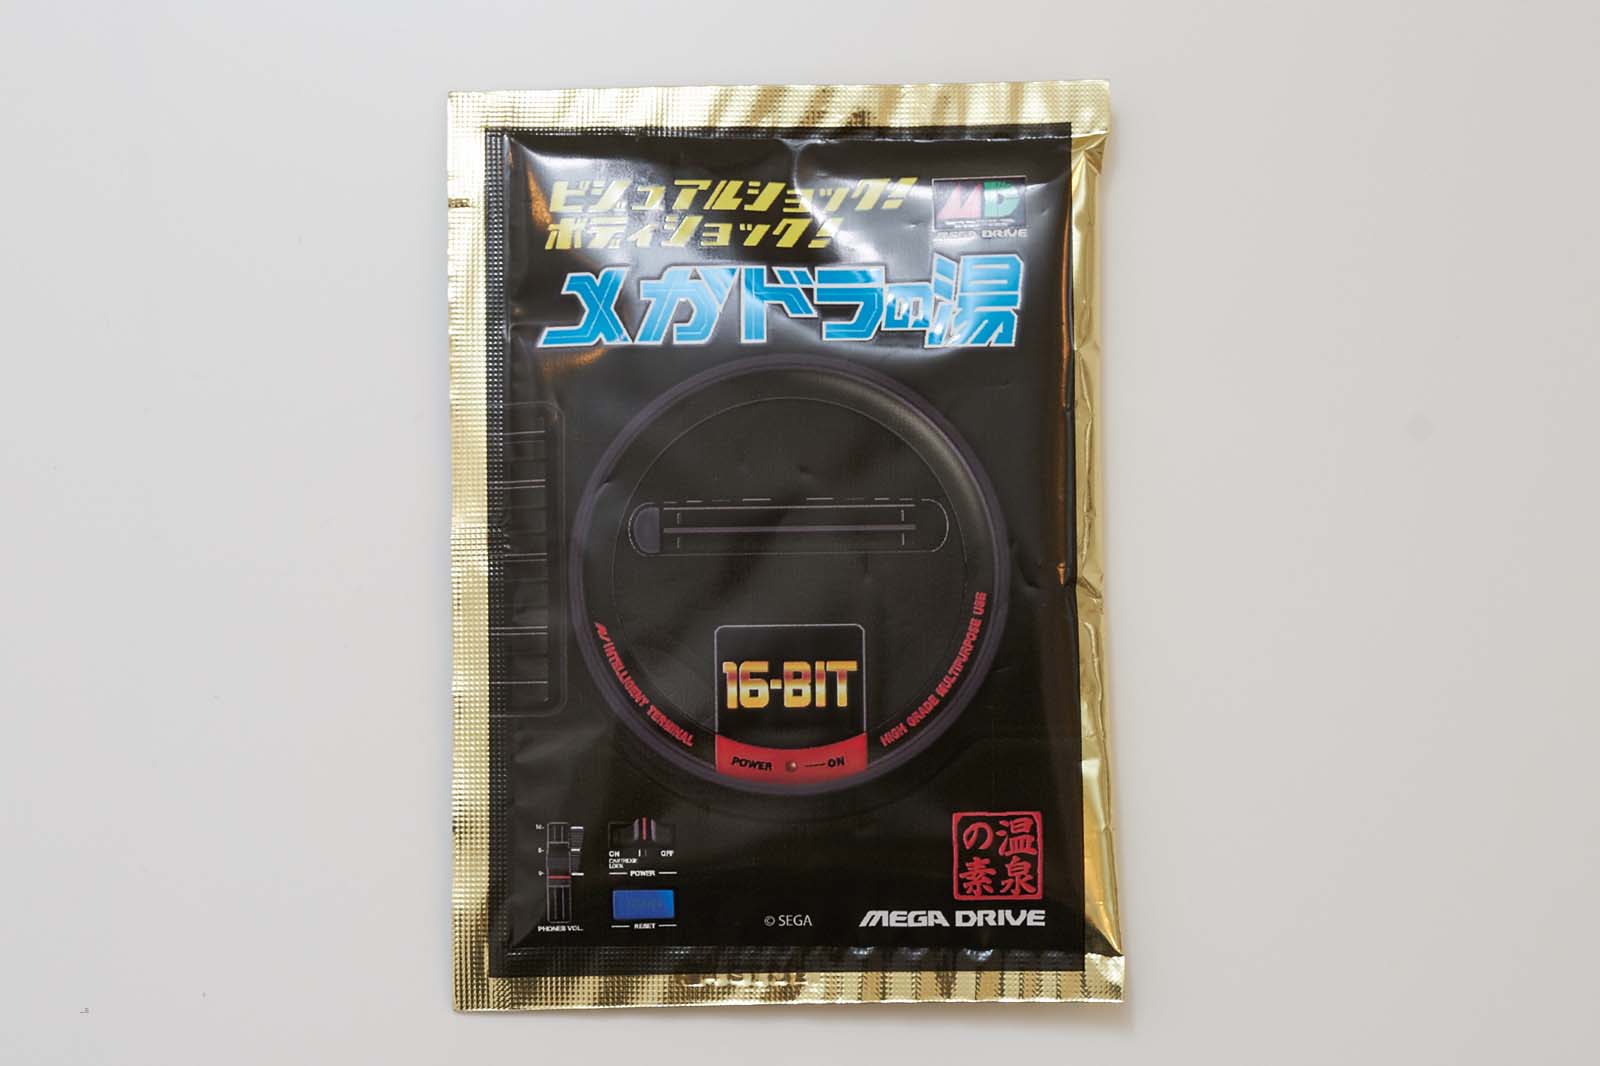 ビジュアルショック!
ボディショック!
MD
MEGA DRIVE
メガドラの湯
AV INTELLIGENT TERMINAL
HIGH GRADE MULTIPURPOSE USE
16-BIT
POWER ON
ON OFF
CARTRIDGE
LOCK
POWER
PHONES VOL.
RESET
© SEGA
温泉
の素
MEGA DRIVE